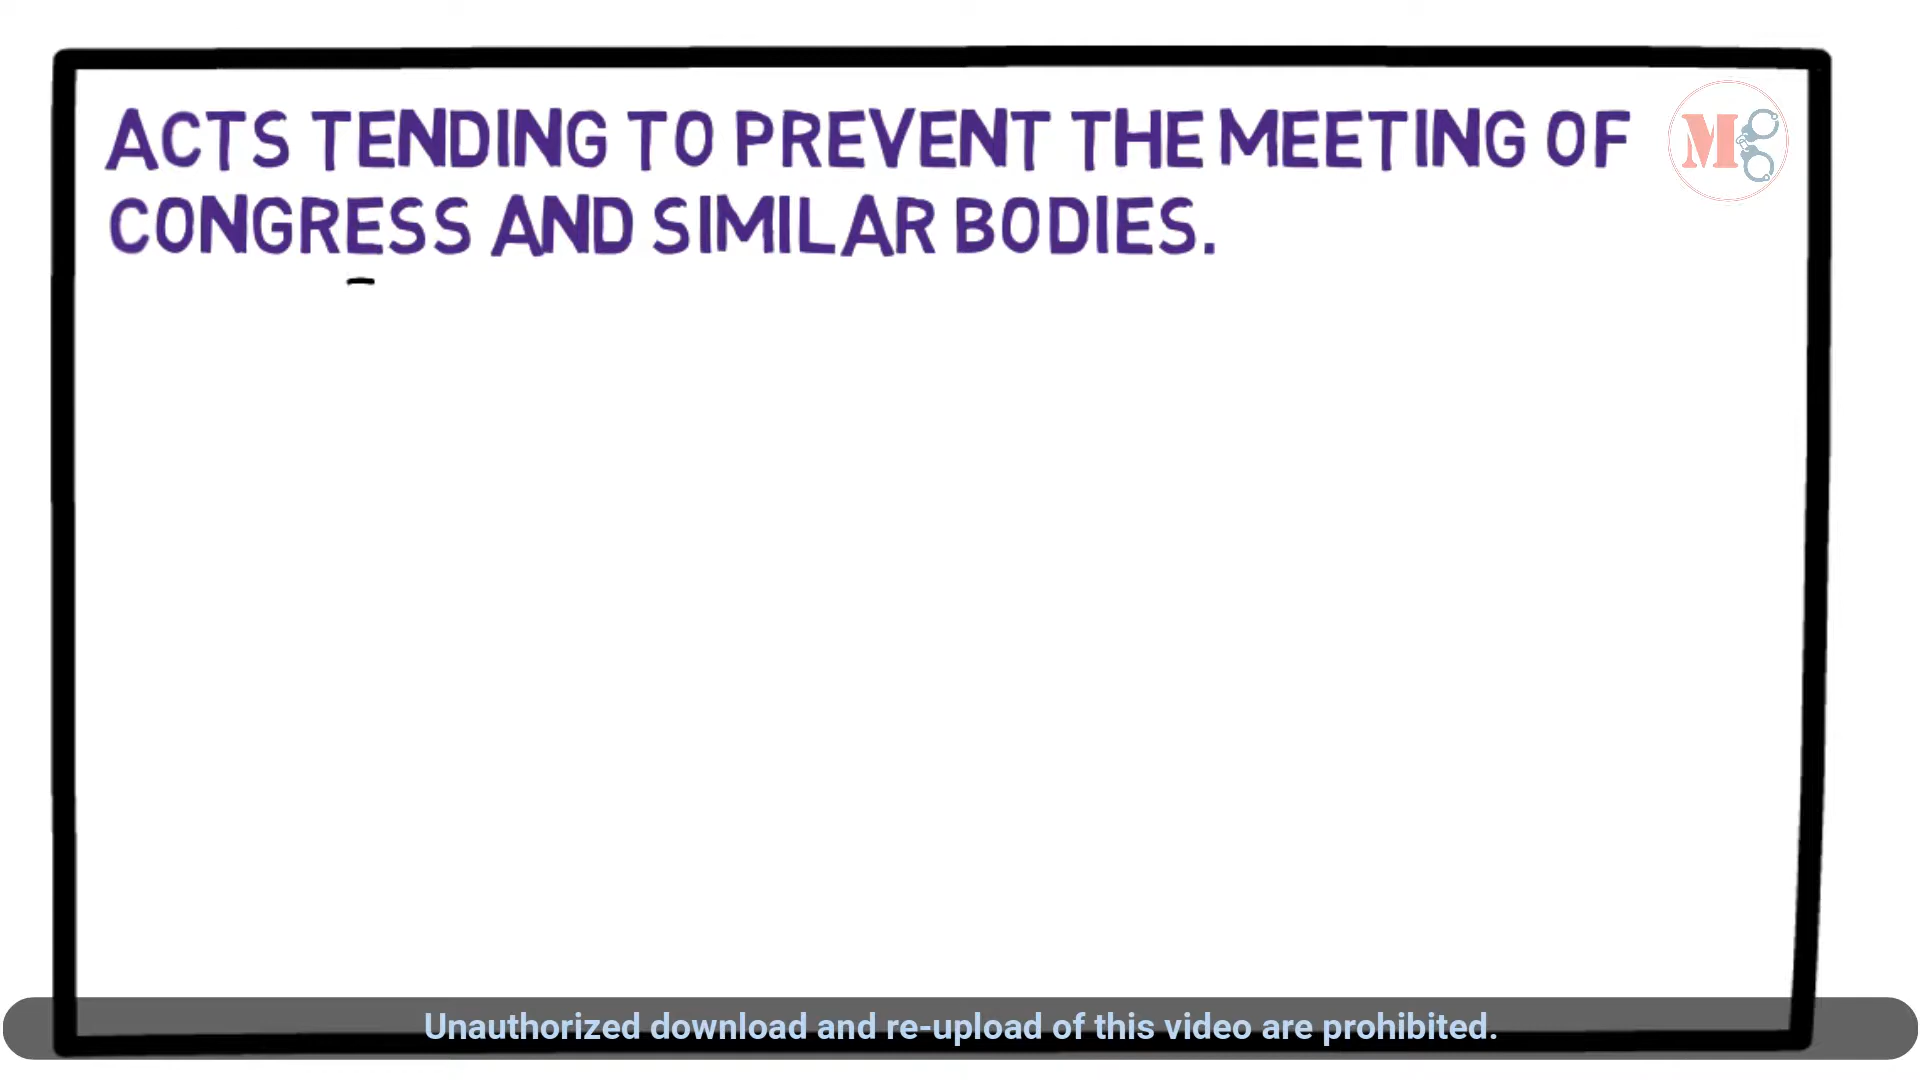 ACTS TENDING TO PREVENT THE MEETING OF
CONGRESS AND SIMILAR BODIES.
M
Unauthorized download and re-upload of this video are prohibited.